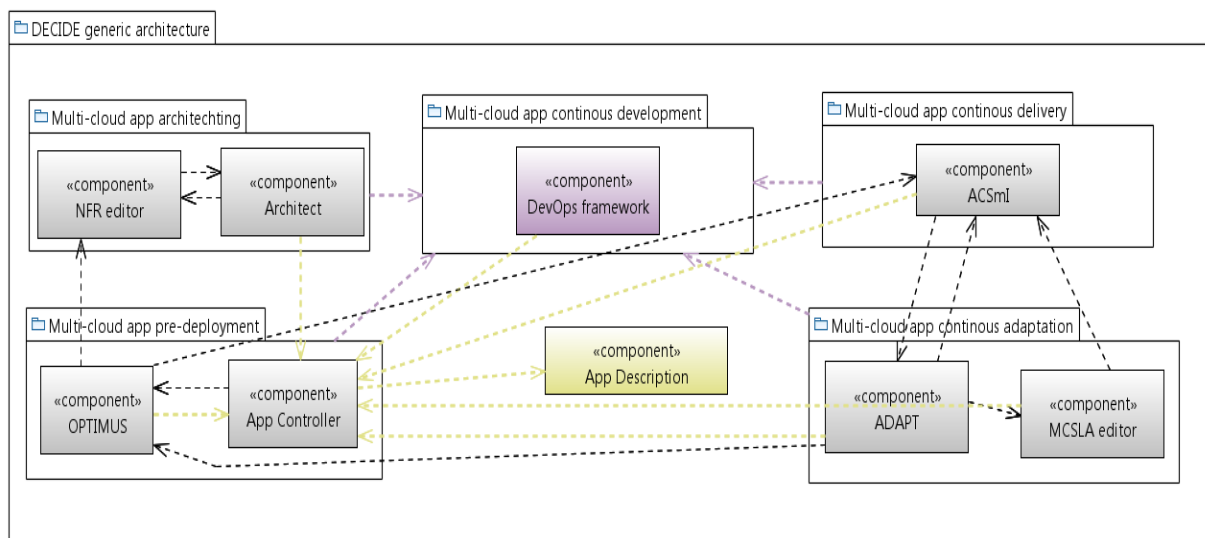 DECIDE generic architecture
Multi-cloud app architechting
«component»
NFR editor
«component»
Architect
Multi-cloud app continous development
«component»
DevOps framework
Multi-cloud app continous delivery
«component»
ACSmI
Multi-cloud app pre-deployment
«component»
OPTIMUS
«component»
App Controller
«component»
App Description
Multi-cloud app continous adaptation
«component»
ADAPT
«component»
MCSLA editor